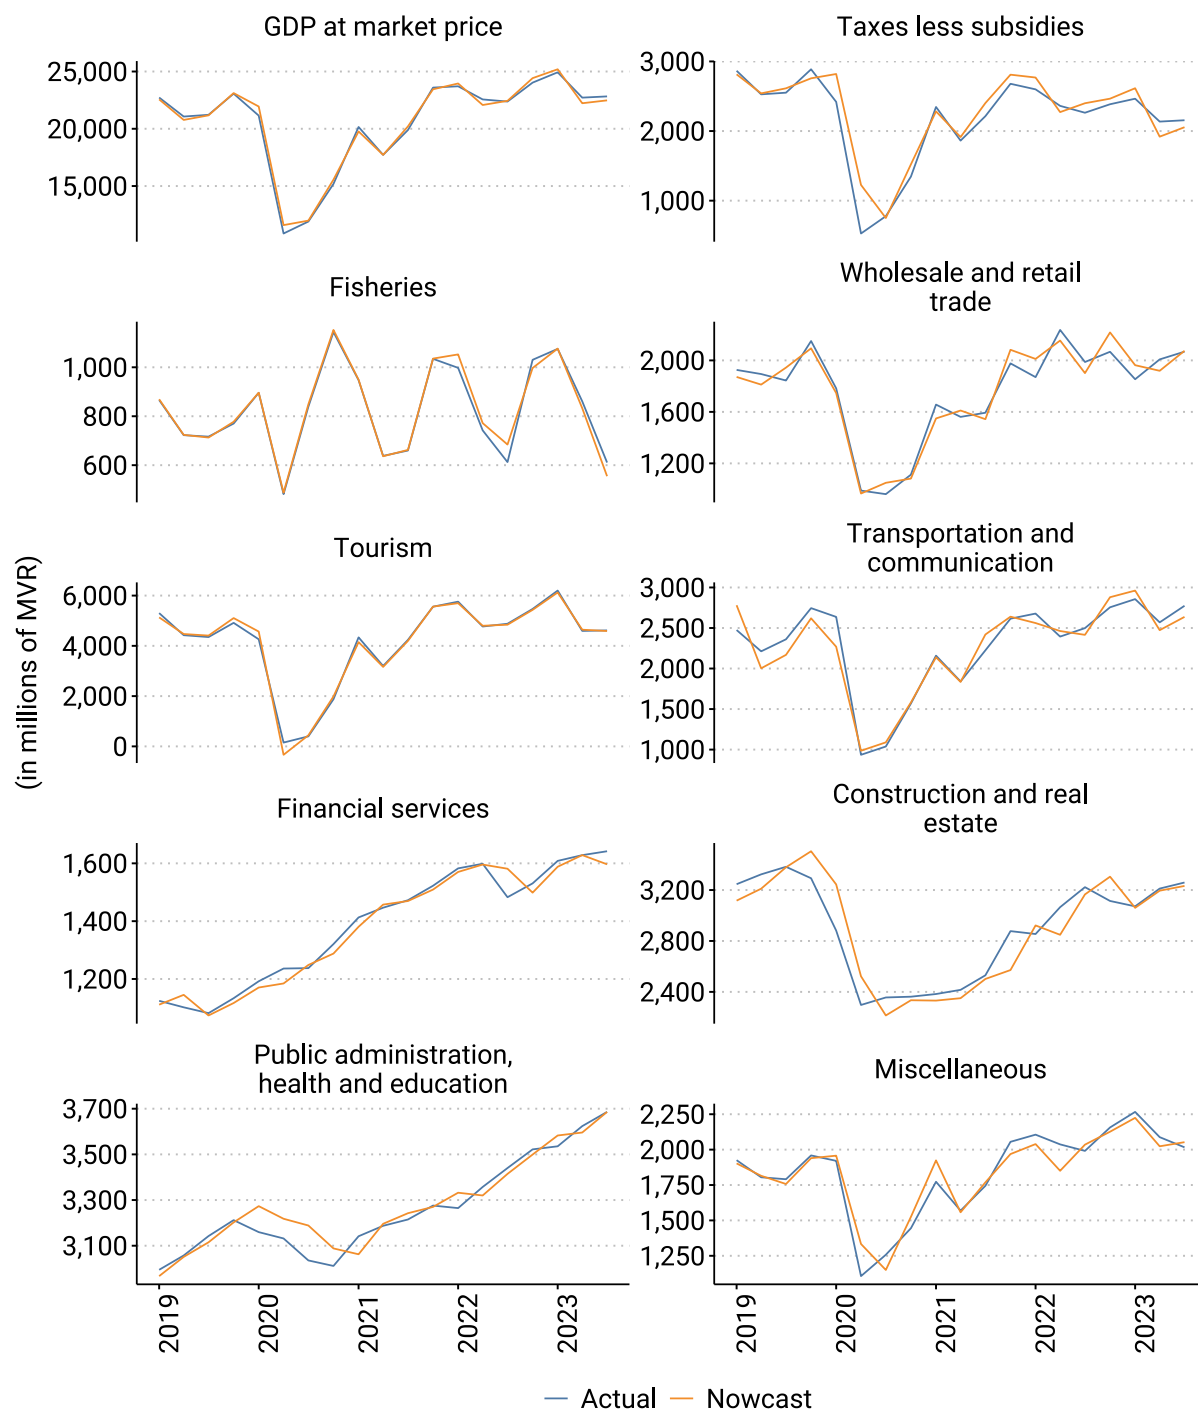 GDP at market price
25,000
20,000
15,000
Taxes less subsidies
3,000
2,000
1,000
Fisheries
1,000
800
600
Wholesale and retail
trade
2,000
1,600
1,200
(in millions of MVR)
Tourism
6,000
4,000
2,000
0
Transportation and
communication
3,000
2,500
2,000
1,500
1,000
Financial services
1,600
1,400
1,200
Construction and real
estate
3,200
2,800
2,400
Public administration,
health and education
3,700
3,500
3,300
3,100
2019
2020
2021
2022
2023
Miscellaneous
2,250
2,000
1,750
1,500
1,250
2019
2020
2021
2022
2023
Actual
Nowcast